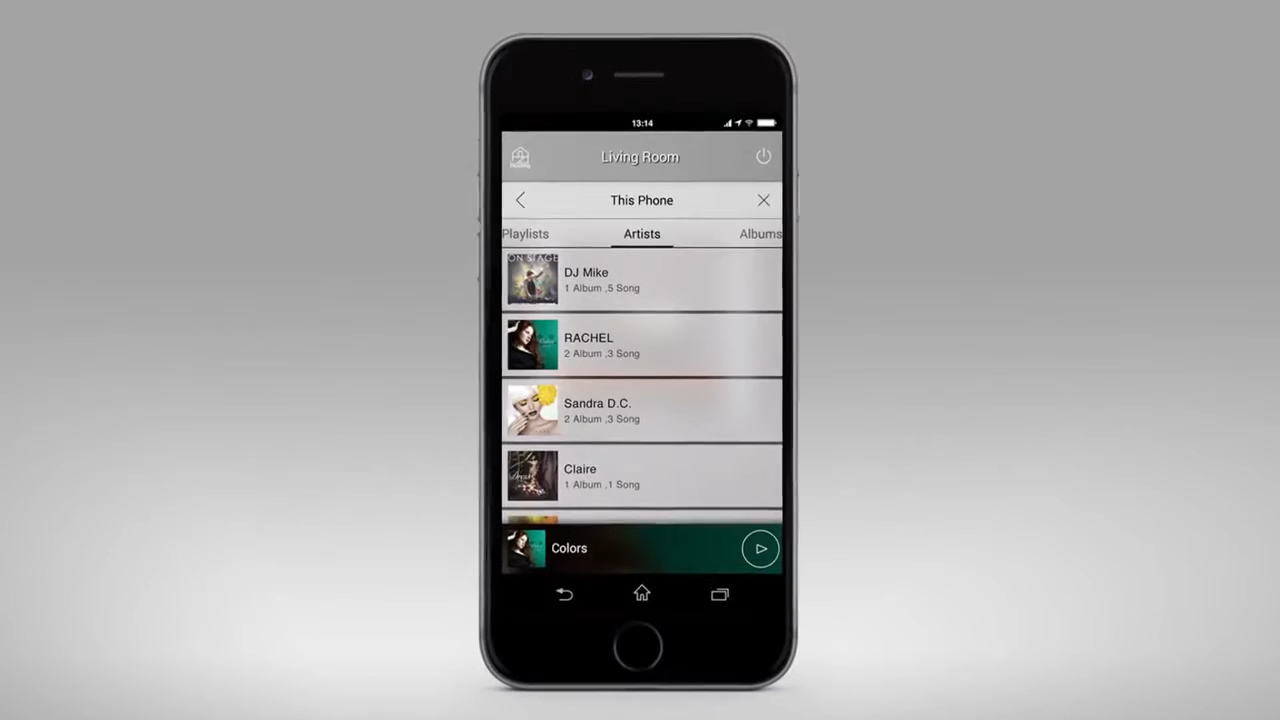 13:14
Living Room
This Phone
Playlists Artists Albums
ON STAGE
DJ Mike
1 Album ,5 Song
RACHEL
2 Album ,3 Song
Sandra D.C.
2 Album ,3 Song
Claire
1 Album ,1 Song
Colors